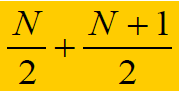 N/2 + (N + 1)/2